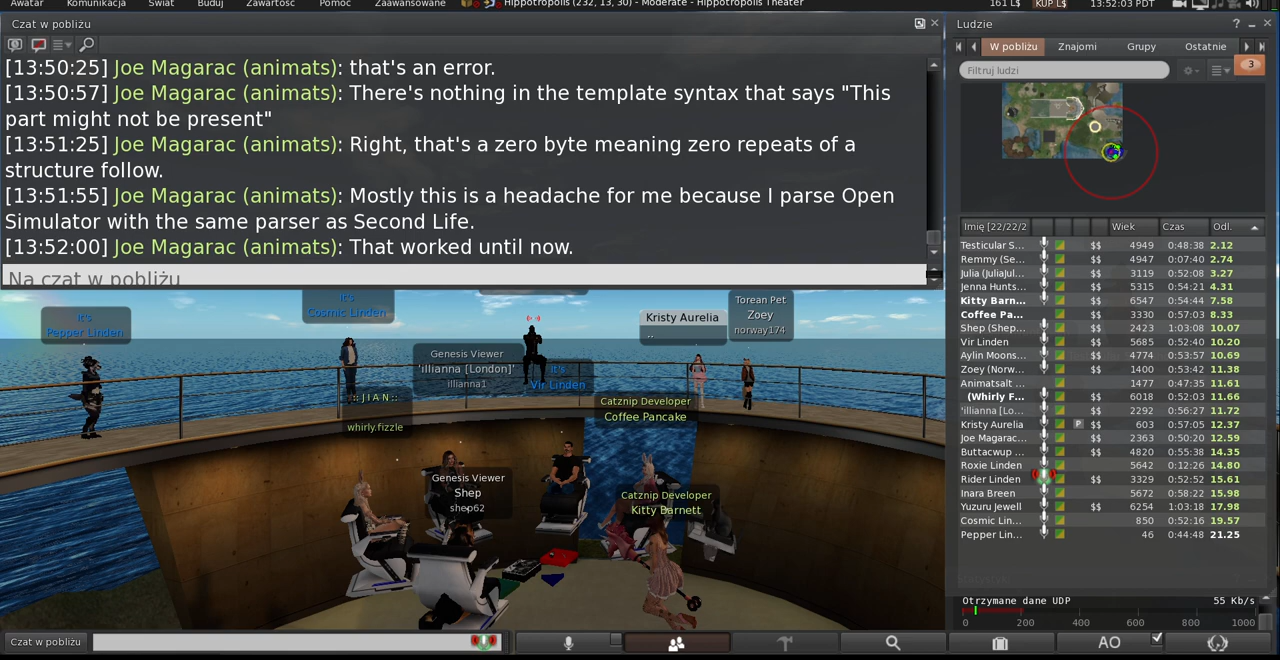 Awatar Komunikacja Świat Buduj Zawartość Pomoc Zaawansowane Hippotropolis (232, 13, 30) - Moderate - Hippotropolis Theater 161 L$ KUP L$ 13:52:03 PDT
Czat w pobliżu
[13:50:25] Joe Magarac (animats): that's an error.
[13:50:57] Joe Magarac (animats): There's nothing in the template syntax that says "This
part might not be present"
[13:51:25] Joe Magarac (animats): Right, that's a zero byte meaning zero repeats of a
structure follow.
[13:51:55] Joe Magarac (animats): Mostly this is a headache for me because I parse Open
Simulator with the same parser as Second Life.
[13:52:00] Joe Magarac (animats): That worked until now.
Na czat w pobliżu
It's
Pepper Linden
It's
Cosmic Linden
Genesis Viewer
'illianna [London]'
illianna1
It's
Vir Linden
Kristy Aurelia
..
Torean Pet
Zoey
norway174
:: J I A N ::
whirly.fizzle
Catznip Developer
Coffee Pancake
Genesis Viewer
Shep
shep62
Catznip Developer
Kitty Barnett
Ludzie
W pobliżu Znajomi Grupy Ostatnie
Filtruj ludzi
3
Imię [22/22/2 Wiek Czas Odl.
Testicular S... $$ 4949 0:48:38 2.12
Remmy (Se... $$ 4947 0:07:40 2.74
Julia (JuliaJul... $$ 3119 0:52:08 3.27
Jenna Hunts... $$ 5315 0:54:21 4.31
Kitty Barn... $$ 6547 0:54:44 7.58
Coffee Pa... $$ 3330 0:57:03 8.33
Shep (Shep... $$ 2423 1:03:08 10.07
Vir Linden $$ 5685 0:52:40 10.20
Aylin Moons... $$ 4774 0:53:57 10.69
Zoey (Norw... $$ 1400 0:53:42 11.38
Animatsalt ... 1477 0:47:35 11.61
(Whirly F... $$ 6018 0:52:03 11.66
'illianna [Lo... $$ 2292 0:56:27 11.72
Kristy Aurelia P $$ 603 0:57:05 12.37
Joe Magarac... $$ 2363 0:50:20 12.59
Buttacwup ... $$ 4820 0:55:38 14.35
Roxie Linden 5642 0:12:26 14.80
Rider Linden $$ 3329 0:52:52 15.61
Inara Breen 5672 0:58:22 15.98
Yuzuru Jewell $$ 6254 1:03:18 17.98
Cosmic Lin... 850 0:52:16 19.57
Pepper Lin... 46 0:44:48 21.25
Otrzymane dane UDP 55 Kb/s
0 200 400 600 800 1000
Czat w pobliżu
AO